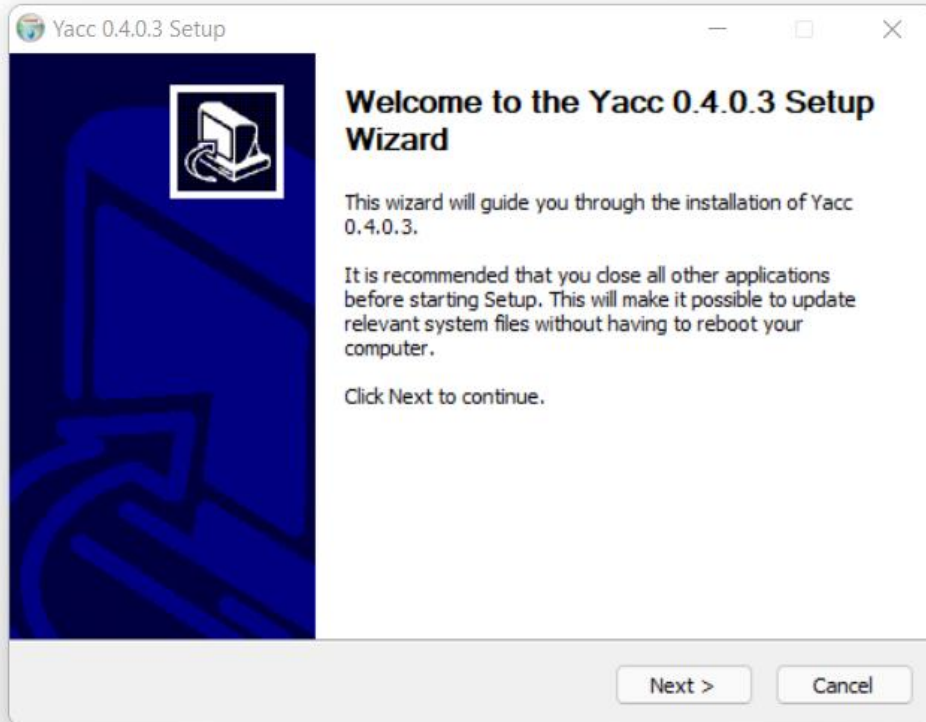 Yacc 0.4.0.3 Setup
Welcome to the Yacc 0.4.0.3 Setup
Wizard
This wizard will guide you through the installation of Yacc
0.4.0.3.
It is recommended that you close all other applications
before starting Setup. This will make it possible to update
relevant system files without having to reboot your
computer.
Click Next to continue.
Next > Cancel